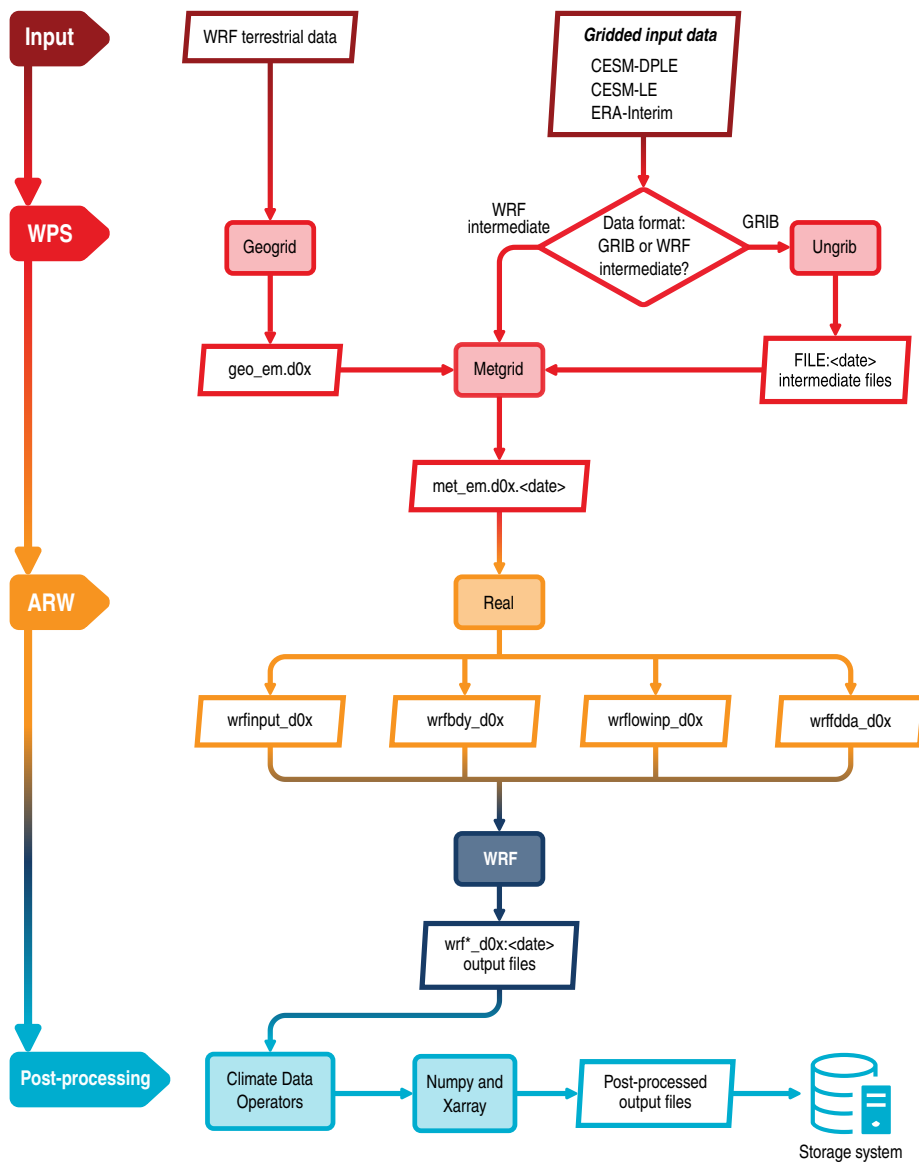 Input
WRF terrestrial data
Gridded input data
CESM-DPLE
CESM-LE
ERA-Interim
WPS
Geogrid
WRF
intermediate
Data format:
GRIB or WRF
intermediate?
GRIB
Ungrib
geo_em.d0x
Metgrid
FILE:<date>
intermediate files
met_em.d0x.<date>
ARW
Real
wrfinput_d0x
wrfbdy_d0x
wrflowinp_d0x
wrffdda_d0x
WRF
wrf*_d0x:<date>
output files
Post-processing
Climate Data
Operators
Numpy and
Xarray
Post-processed
output files
Storage system